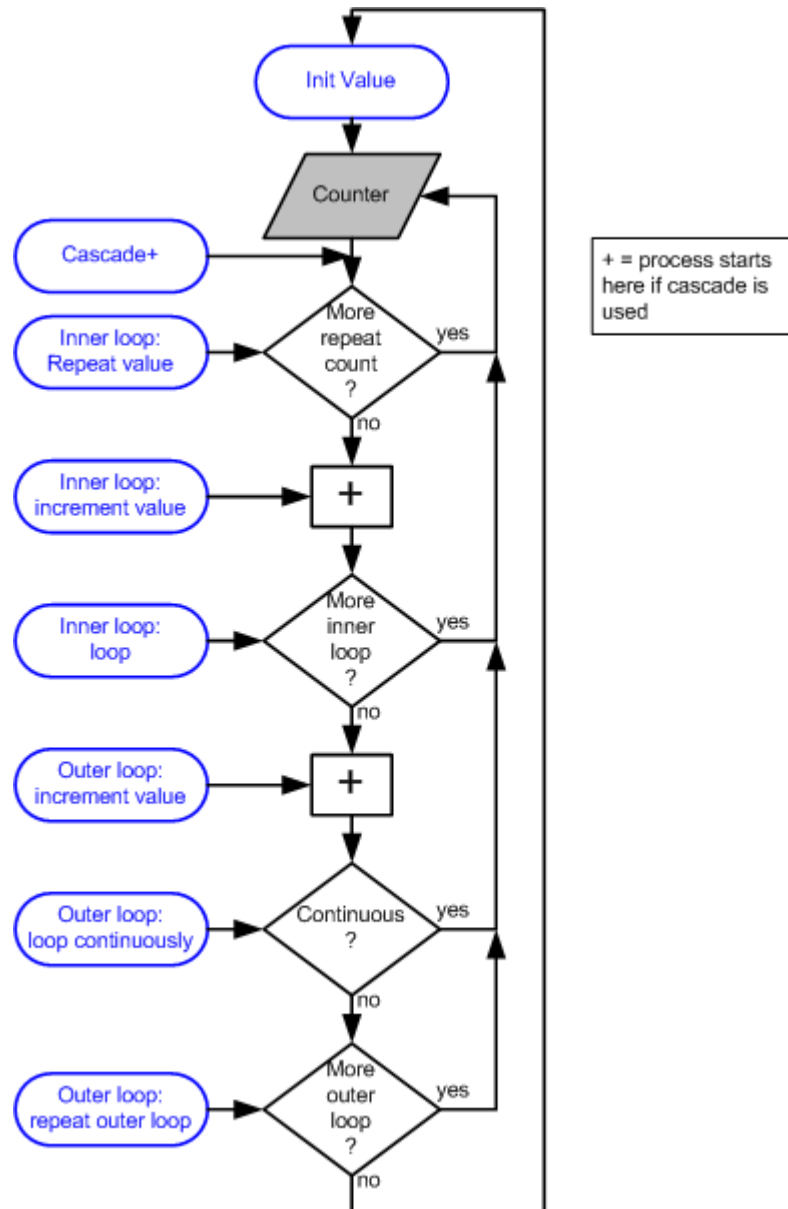 Init Value
Counter
Cascade+
+ = process starts
here if cascade is
used
Inner loop:
Repeat value
More
repeat
count
?
yes
no
Inner loop:
increment value
+
Inner loop:
loop
More
inner
loop
?
yes
no
Outer loop:
increment value
+
Outer loop:
loop continuously
Continuous
?
yes
no
Outer loop:
repeat outer loop
More
outer
loop
?
yes
no